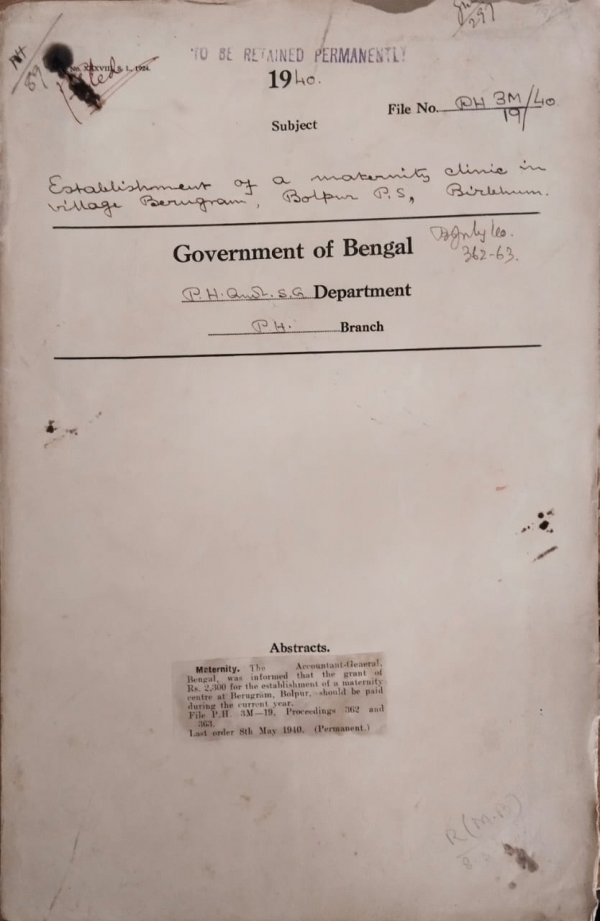 TO BE RETAINED PERMANENTLY
1940.
File No. PH 3M/40
19
Subject
Establishment of a maternity clinic in
village Berugram, Bolpur P.S, Birbhum.
Government of Bengal
362-63.
P.H. And L.S.G Department
PH. Branch
Abstracts.
Maternity. The Accountant-General,
Bengal, was informed that the grant of
Rs. 2,300 for the establishment of a maternity
centre at Berugram, Bolpur, should be paid
during the current year.
File P.H. 3M—19, Proceedings 362 and
363.
Last order 8th May 1940. (Permanent.)
R(M.B)